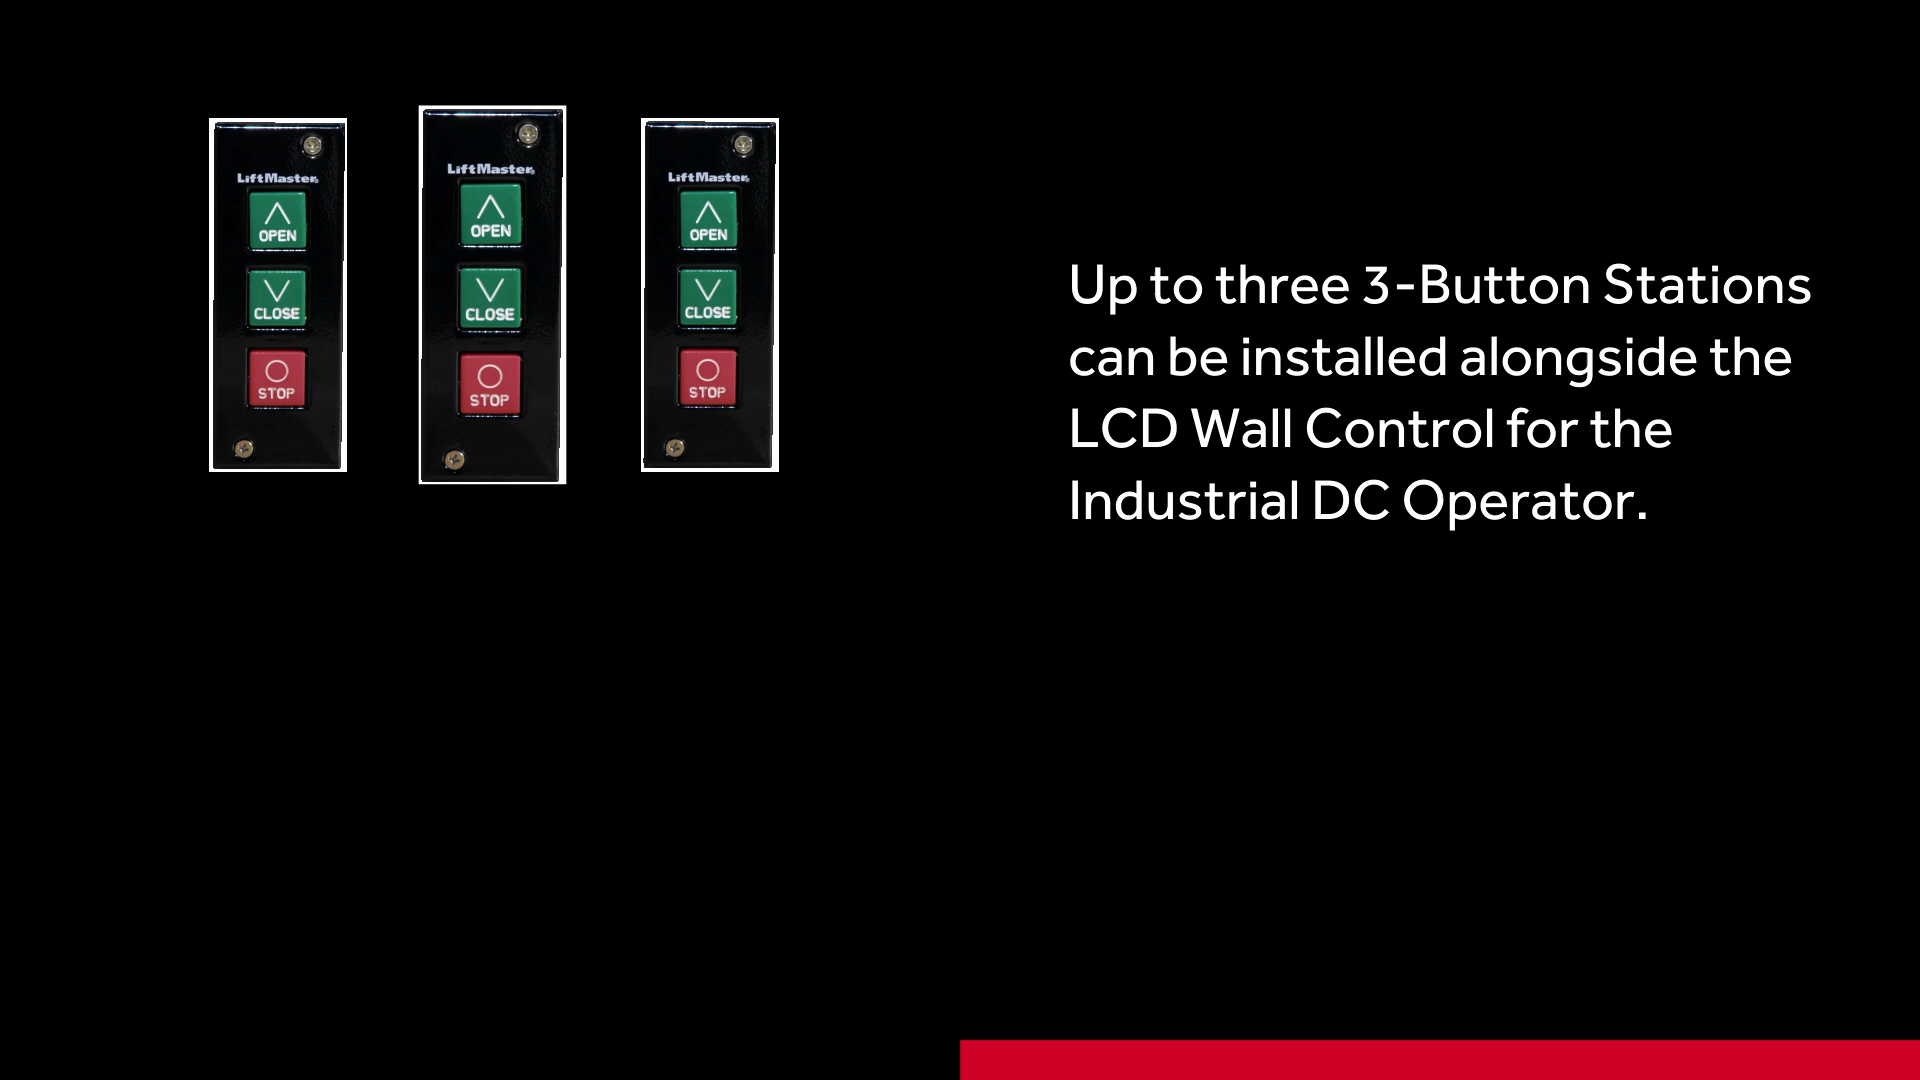 LiftMaster
OPEN
CLOSE
STOP
LiftMaster
OPEN
CLOSE
STOP
LiftMaster
OPEN
CLOSE
STOP
Up to three 3-Button Stations
can be installed alongside the
LCD Wall Control for the
Industrial DC Operator.